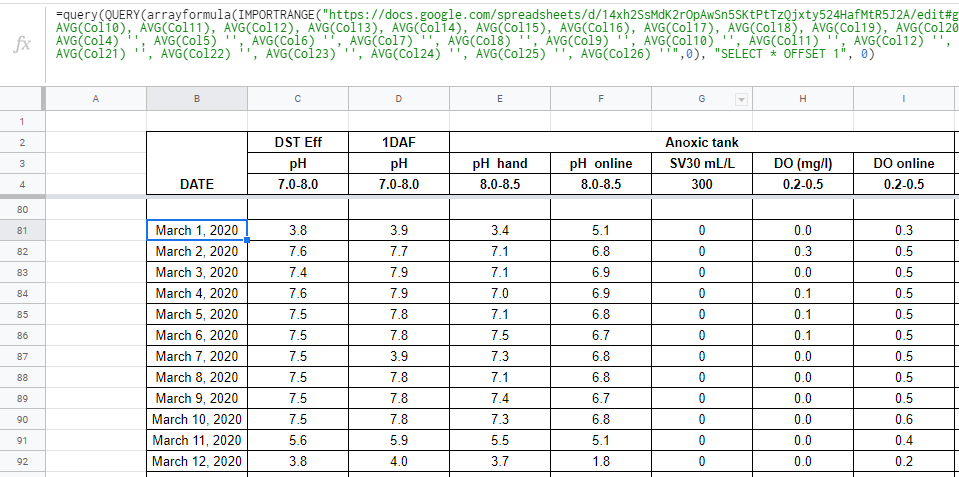 fx
=query(QUERY(arrayformula(IMPORTRANGE("https://docs.google.com/spreadsheets/d/14xh2SsMdK2rOpAwSn5SKtPtTzQjxty524HafMtR5J2A/edit#g
AVG(Col10), AVG(Col11), AVG(Col12), AVG(Col13), AVG(Col14), AVG(Col15), AVG(Col16), AVG(Col17), AVG(Col18), AVG(Col19), AVG(Col20
AVG(Col4) '', AVG(Col5) '', AVG(Col6) '', AVG(Col7) '', AVG(Col8) '', AVG(Col9) '', AVG(Col10) '', AVG(Col11) '', AVG(Col12) '',
AVG(Col21) '', AVG(Col22) '', AVG(Col23) '', AVG(Col24) '', AVG(Col25) '', AVG(Col26) ''",0), "SELECT * OFFSET 1", 0)
A B C D E F G H I
1
2 DST Eff 1DAF Anoxic tank
3 pH pH pH hand pH online SV30 mL/L DO (mg/l) DO online
4 DATE 7.0-8.0 7.0-8.0 8.0-8.5 8.0-8.5 300 0.2-0.5 0.2-0.5
80
81 March 1, 2020 3.8 3.9 3.4 5.1 0 0.0 0.3
82 March 2, 2020 7.6 7.7 7.1 6.8 0 0.3 0.5
83 March 3, 2020 7.4 7.9 7.1 6.9 0 0.0 0.5
84 March 4, 2020 7.6 7.9 7.0 6.9 0 0.1 0.5
85 March 5, 2020 7.5 7.8 7.1 6.8 0 0.1 0.5
86 March 6, 2020 7.5 7.8 7.5 6.7 0 0.1 0.5
87 March 7, 2020 7.5 3.9 7.3 6.8 0 0.0 0.5
88 March 8, 2020 7.5 7.8 7.1 6.8 0 0.0 0.5
89 March 9, 2020 7.5 7.8 7.4 6.7 0 0.0 0.5
90 March 10, 2020 7.5 7.8 7.3 6.8 0 0.0 0.6
91 March 11, 2020 5.6 5.9 5.5 5.1 0 0.0 0.4
92 March 12, 2020 3.8 4.0 3.7 1.8 0 0.0 0.2